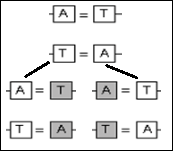 A = T
T = A
A = T A = T
T = A T = A